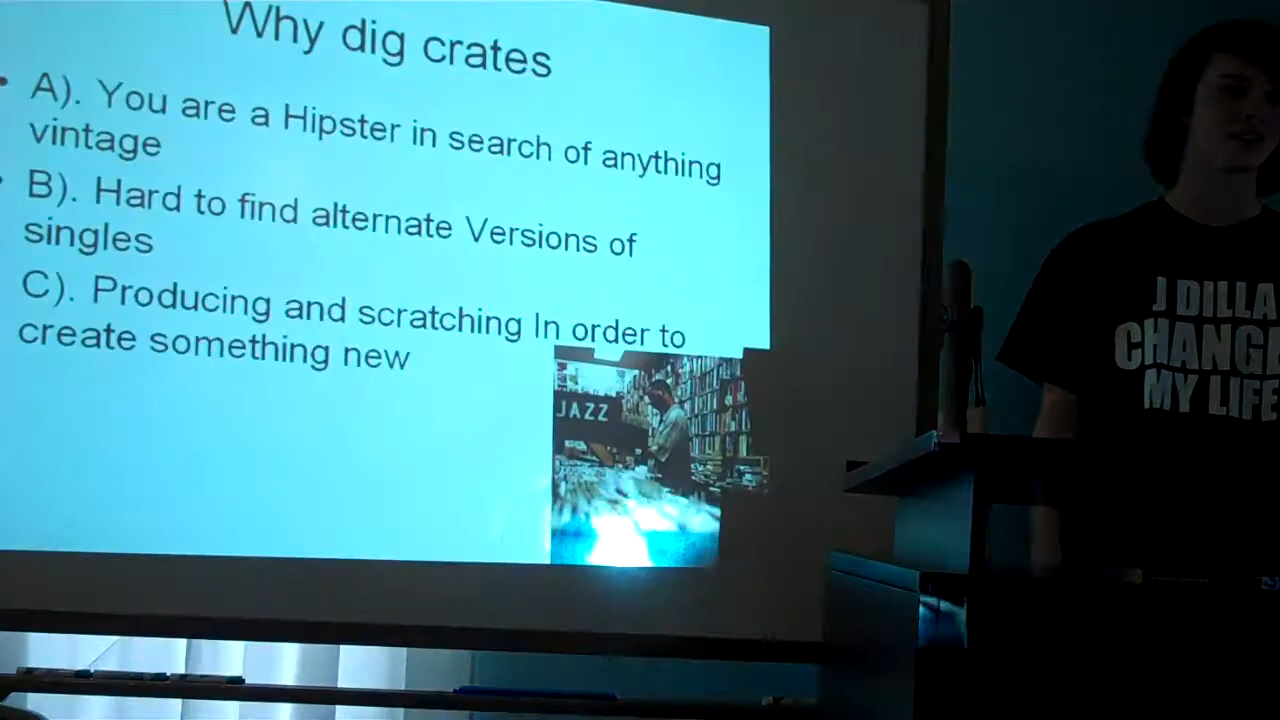 Why dig crates
A). You are a Hipster in search of anything
vintage
B). Hard to find alternate Versions of
singles
C). Producing and scratching In order to
create something new
JAZZ
J DILLA
CHANGE
MY LIFE